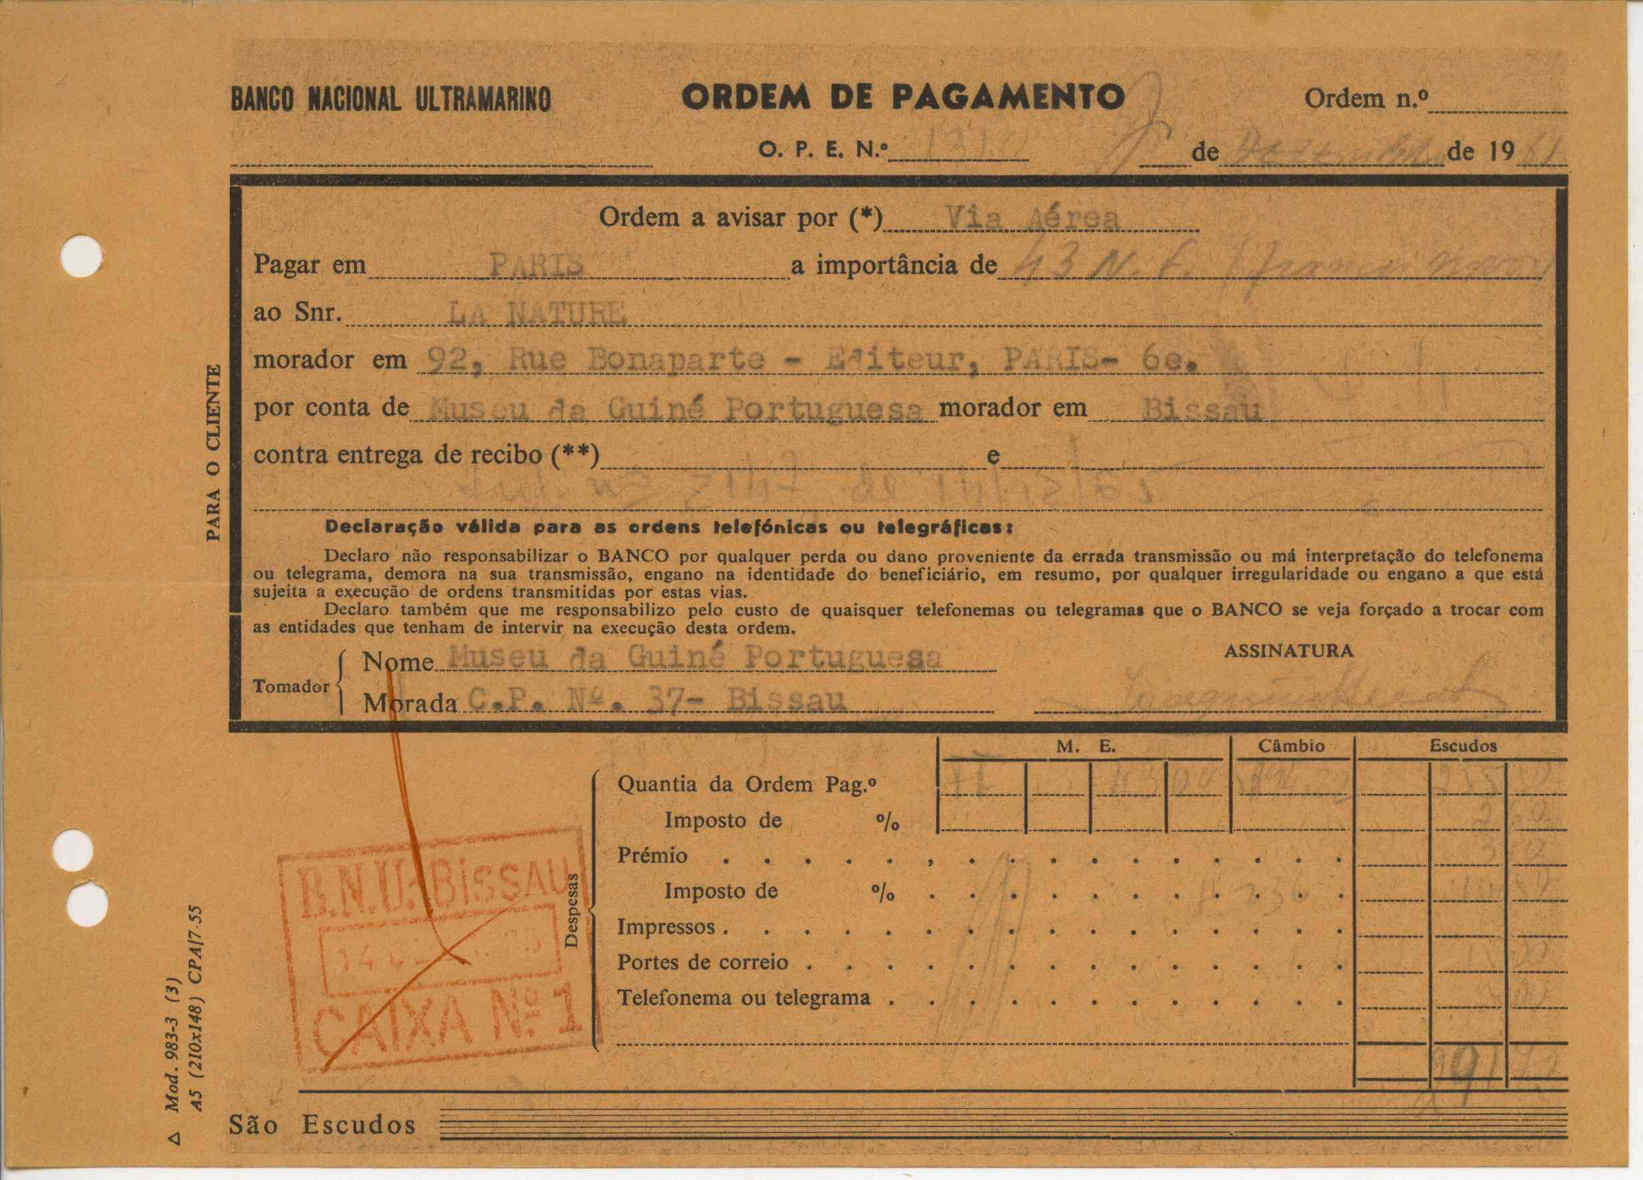 BANCO NACIONAL ULTRAMARINO
ORDEM DE PAGAMENTO
Ordem n.º
O. P. E. N.º
de Dezembro de 19 61
Ordem a avisar por (*) Via Aérea
Pagar em PARIS a importância de 43 N. F.
ao Snr. LA NATURE
morador em 92, Rue Bonaparte - Editeur, PARIS- 6e.
por conta de Museu da Guiné Portuguesa morador em Bissau
contra entrega de recibo (**) e
Declaração válida para as ordens telefónicas ou telegráficas:
Declaro não responsabilizar o BANCO por qualquer perda ou dano proveniente da errada transmissão ou má interpretação do telefonema
ou telegrama, demora na sua transmissão, engano na identidade do beneficiário, em resumo, por qualquer irregularidade ou engano a que está
sujeita a execução de ordens transmitidas por estas vias.
Declaro também que me responsabilizo pelo custo de quaisquer telefonemas ou telegramas que o BANCO se veja forçado a trocar com
as entidades que tenham de intervir na execução desta ordem.
Tomador
Nome Museu da Guiné Portuguesa
Morada C.P. Nº. 37- Bissau
ASSINATURA
M. E. Câmbio Escudos
Despesas
Quantia da Ordem Pag.º
Imposto de %
Prémio
Imposto de %
Impressos
Portes de correio
Telefonema ou telegrama
B.N.U.-BISSAU
CAIXA Nº 1
São Escudos
PARA O CLIENTE
Mod. 983-3 (3)
A5 (210x148) CPA/7-55